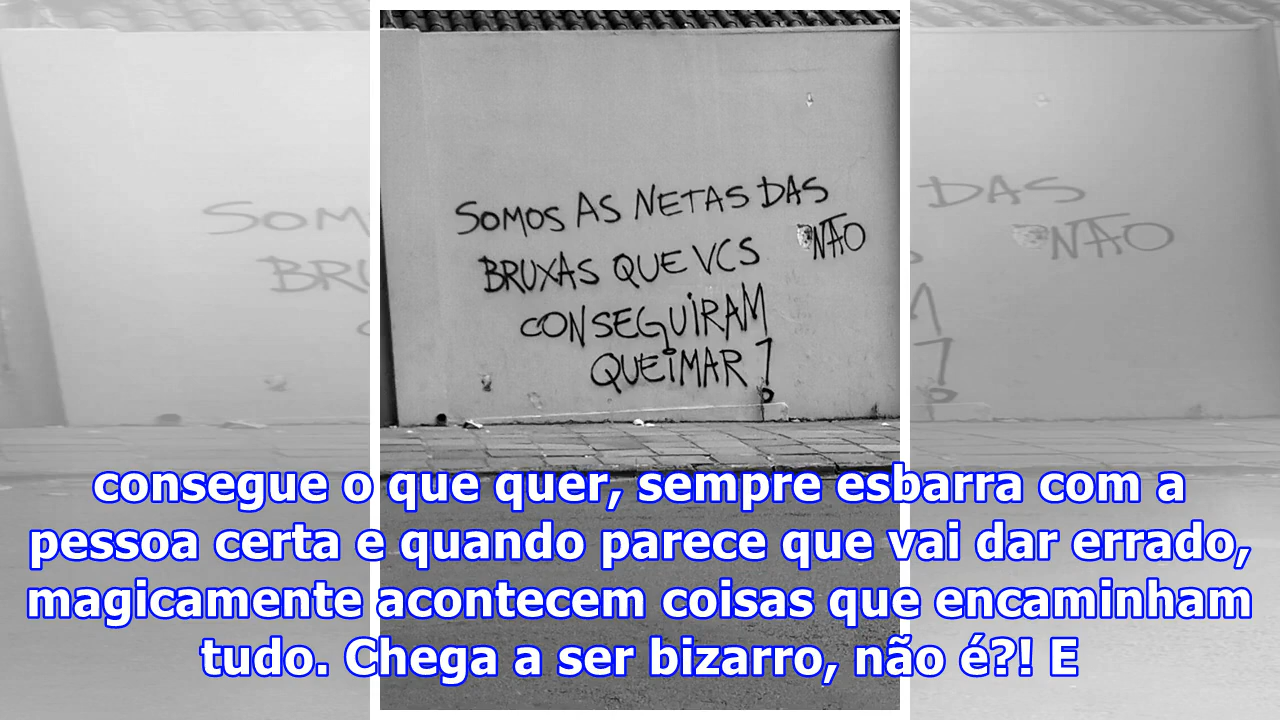 SOMOS AS NETAS DAS
BRUXAS QUE VCS NÃO
CONSEGUIRAM
QUEIMAR!
consegue o que quer, sempre esbarra com a
pessoa certa e quando parece que vai dar errado,
magicamente acontecem coisas que encaminham
tudo. Chega a ser bizarro, não é?! E